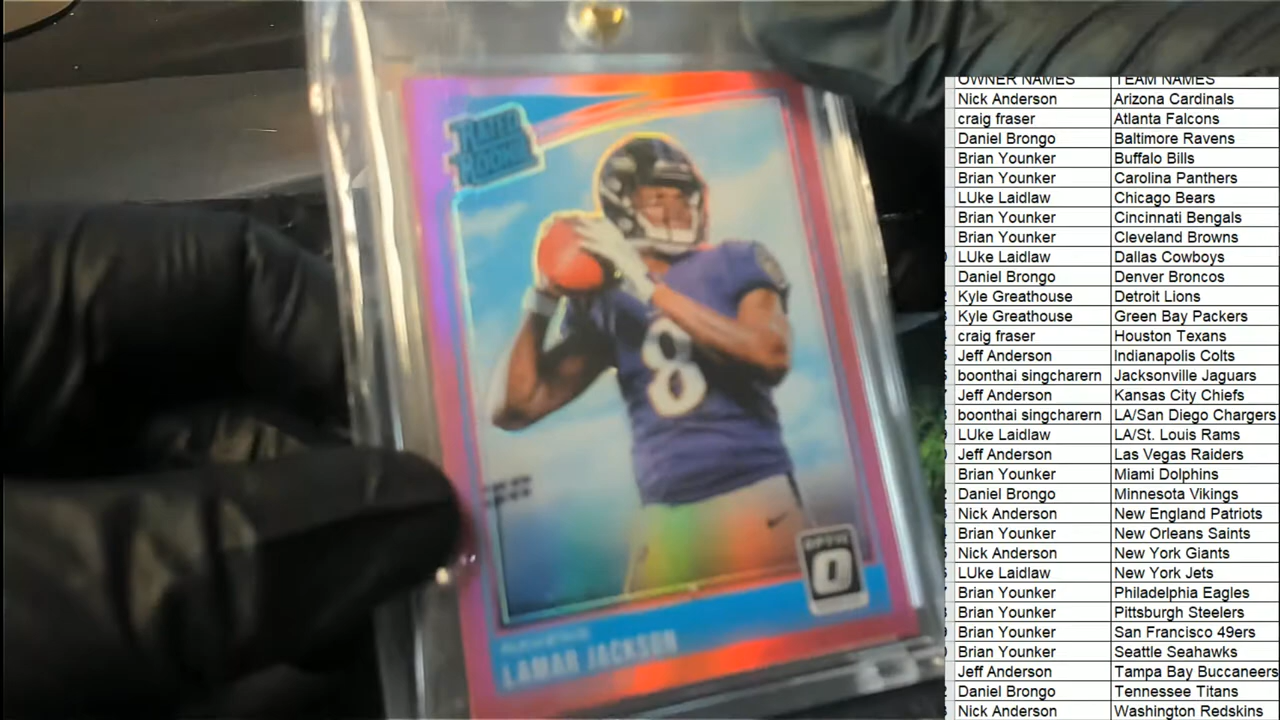 RATED
ROOKIE
8
OPTIC
O
LAMAR JACKSON
OWNER NAMES TEAM NAMES
Nick Anderson Arizona Cardinals
craig fraser Atlanta Falcons
Daniel Brongo Baltimore Ravens
Brian Younker Buffalo Bills
Brian Younker Carolina Panthers
LUke Laidlaw Chicago Bears
Brian Younker Cincinnati Bengals
Brian Younker Cleveland Browns
LUke Laidlaw Dallas Cowboys
Daniel Brongo Denver Broncos
Kyle Greathouse Detroit Lions
Kyle Greathouse Green Bay Packers
craig fraser Houston Texans
Jeff Anderson Indianapolis Colts
boonthai singcharern Jacksonville Jaguars
Jeff Anderson Kansas City Chiefs
boonthai singcharern LA/San Diego Chargers
LUke Laidlaw LA/St. Louis Rams
Jeff Anderson Las Vegas Raiders
Brian Younker Miami Dolphins
Daniel Brongo Minnesota Vikings
Nick Anderson New England Patriots
Brian Younker New Orleans Saints
Nick Anderson New York Giants
LUke Laidlaw New York Jets
Brian Younker Philadelphia Eagles
Brian Younker Pittsburgh Steelers
Brian Younker San Francisco 49ers
Brian Younker Seattle Seahawks
Jeff Anderson Tampa Bay Buccaneers
Daniel Brongo Tennessee Titans
Nick Anderson Washington Redskins